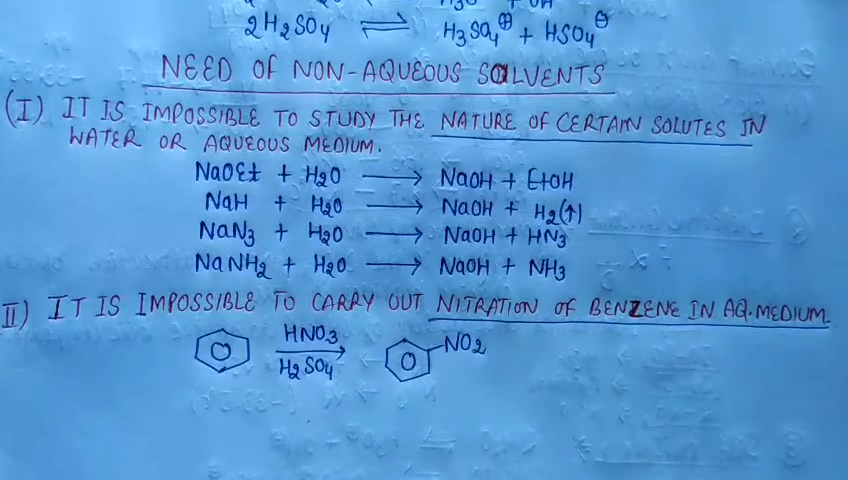 H3O + OH
2H2SO4 ⇌ H3SO4⊕ + HSO4⊖
NEED OF NON-AQUEOUS SOLVENTS
(I) IT IS IMPOSSIBLE TO STUDY THE NATURE OF CERTAIN SOLUTES IN
WATER OR AQUEOUS MEDIUM.
NaOEt + H2O ⟶ NaOH + EtOH
NaH + H2O ⟶ NaOH + H2(↑)
NaN3 + H2O ⟶ NaOH + HN3
NaNH2 + H2O ⟶ NaOH + NH3
II) IT IS IMPOSSIBLE TO CARRY OUT NITRATION OF BENZENE IN AQ.MEDIUM.
HNO3
H2SO4
NO2